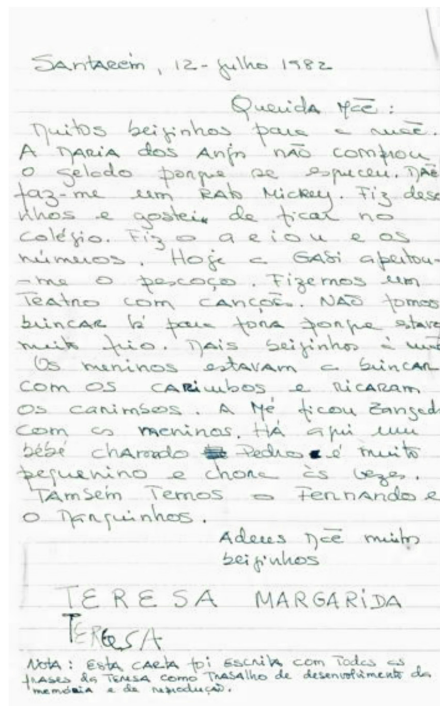 Santarém, 12 - julho 1982
Querida Mãe :
Muitos beijinhos para a mãe.
A Maria dos Anjos não comprou
o gelado porque se esqueceu. Mãe
faz-me um Rato Mickey. Fiz dese
nhos e gostei de ficar no
colégio. Fiz o a e i o u e os
números. Hoje a Gabi apertou-
-me o pescoço. Fizemos um
Teatro com canções. Não fomos
brincar lá para fora porque estava
muito frio. Mais beijinhos à mãe
Os meninos estavam a brincar
com os carimbos e ricaram
os carimbos. A Mé ficou zangada
com os meninos. Há aqui um
bébé chamado Pedro e é muito
pequenino e chora às vezes.
Também temos o Fernando e
o Marquinhos.
Adeus Mãe muitos
beijinhos
TERESA MARGARIDA
TERESA
Nota : Esta carta foi escrita com todas as
frases da Teresa como trabalho de desenvolvimento da
memória e de reprodução.